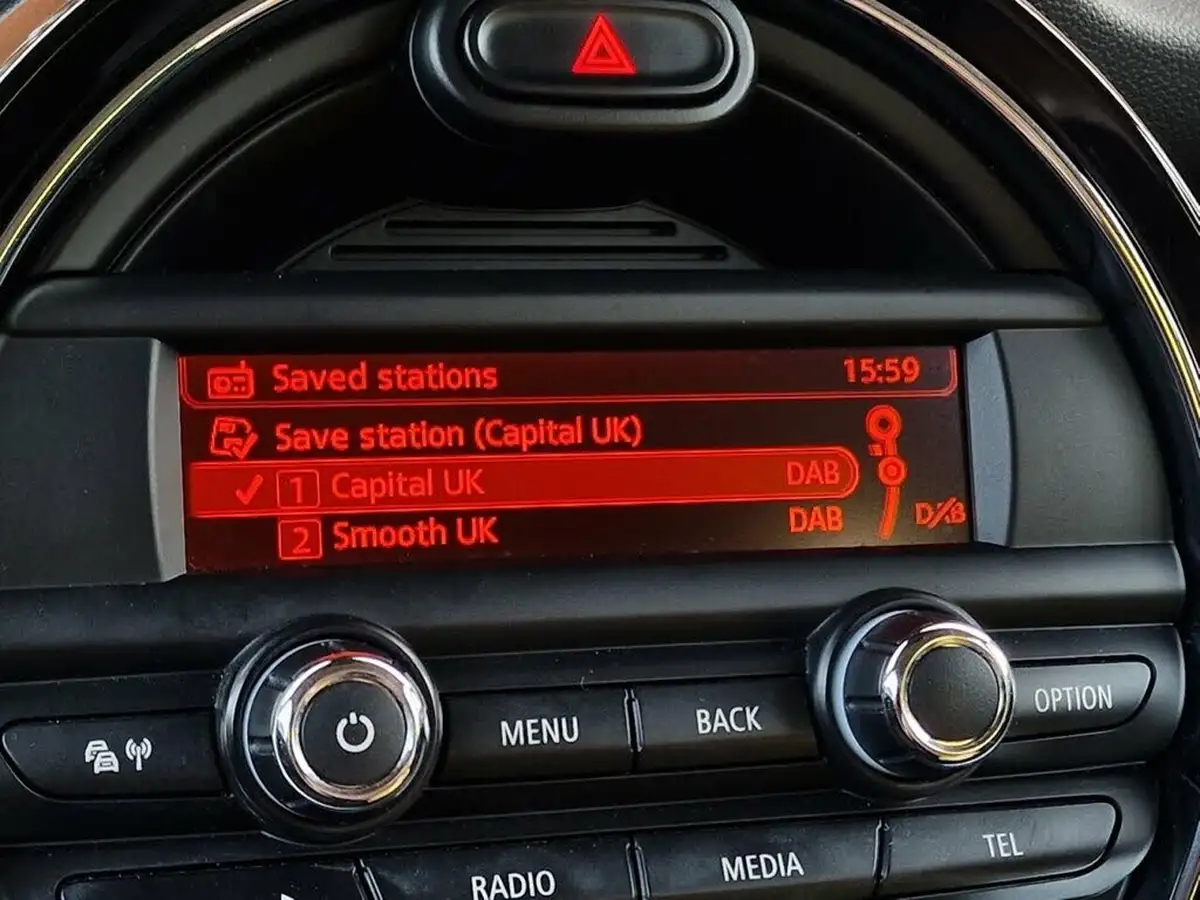 Saved stations 15:59
Save station (Capital UK)
1 Capital UK DAB
2 Smooth UK DAB
DAB
MENU BACK OPTION
RADIO MEDIA TEL